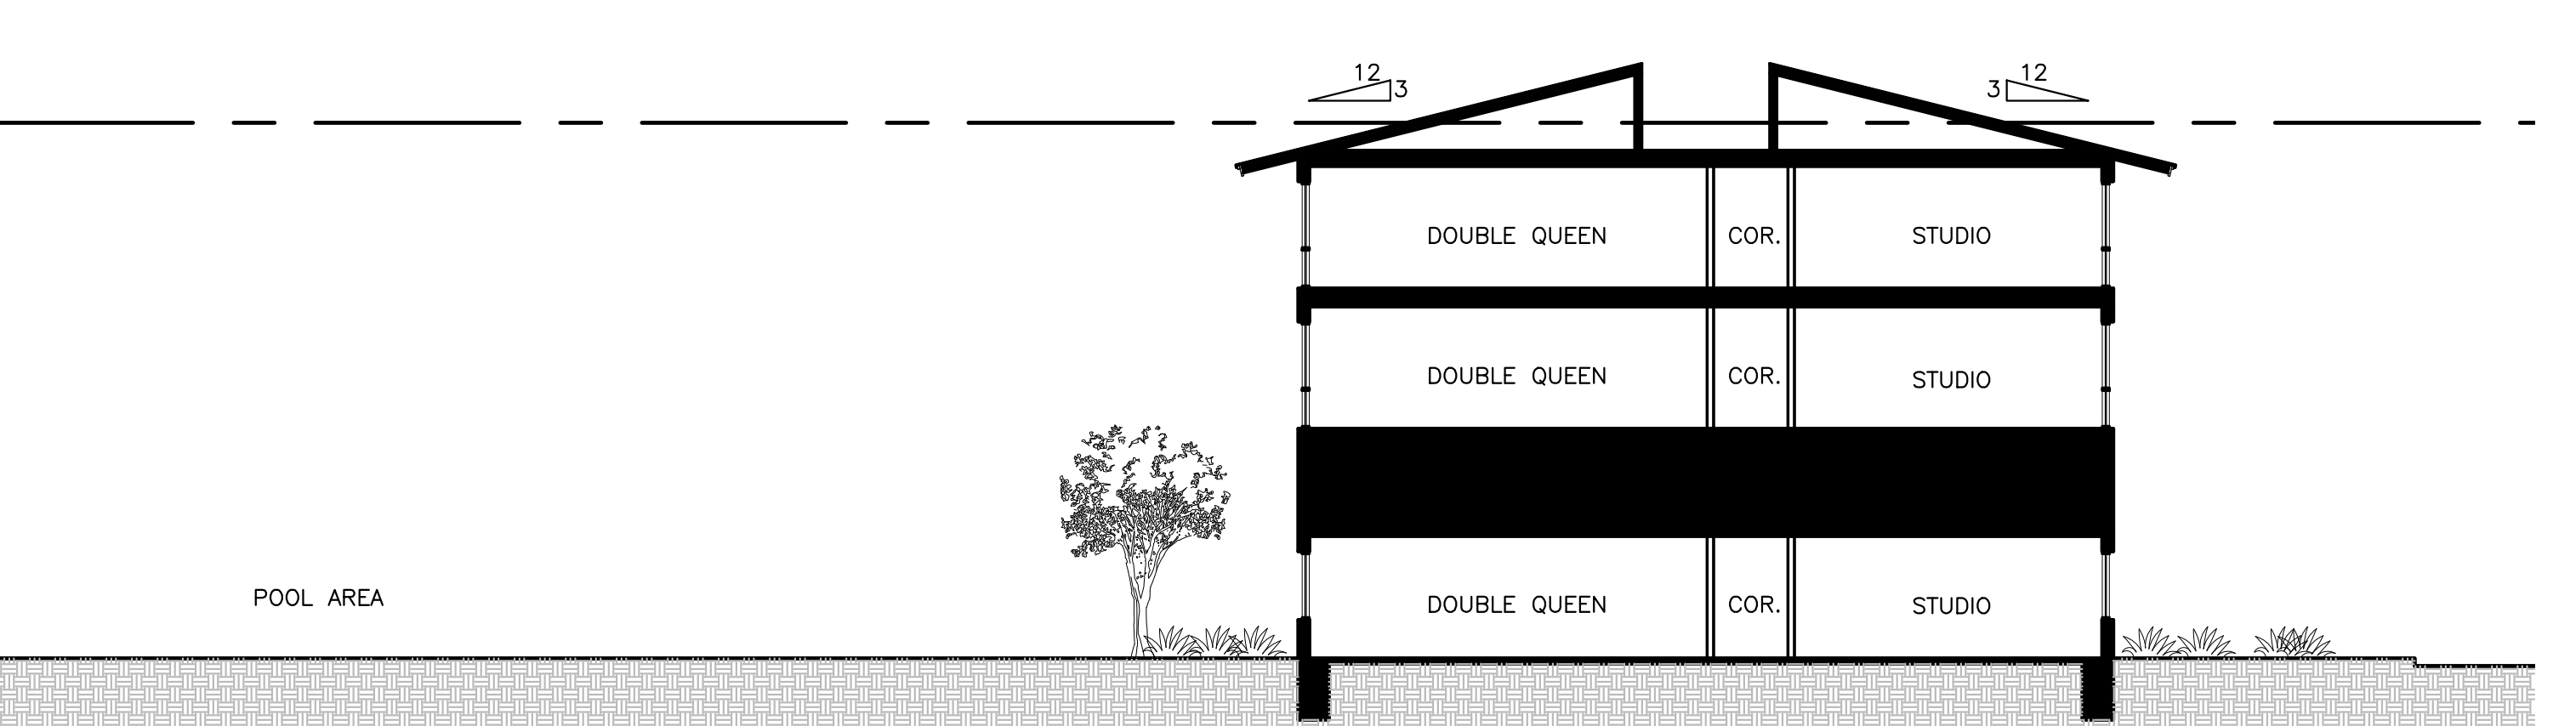 12
3
3
12
DOUBLE QUEEN COR. STUDIO
DOUBLE QUEEN COR. STUDIO
POOL AREA
DOUBLE QUEEN COR. STUDIO